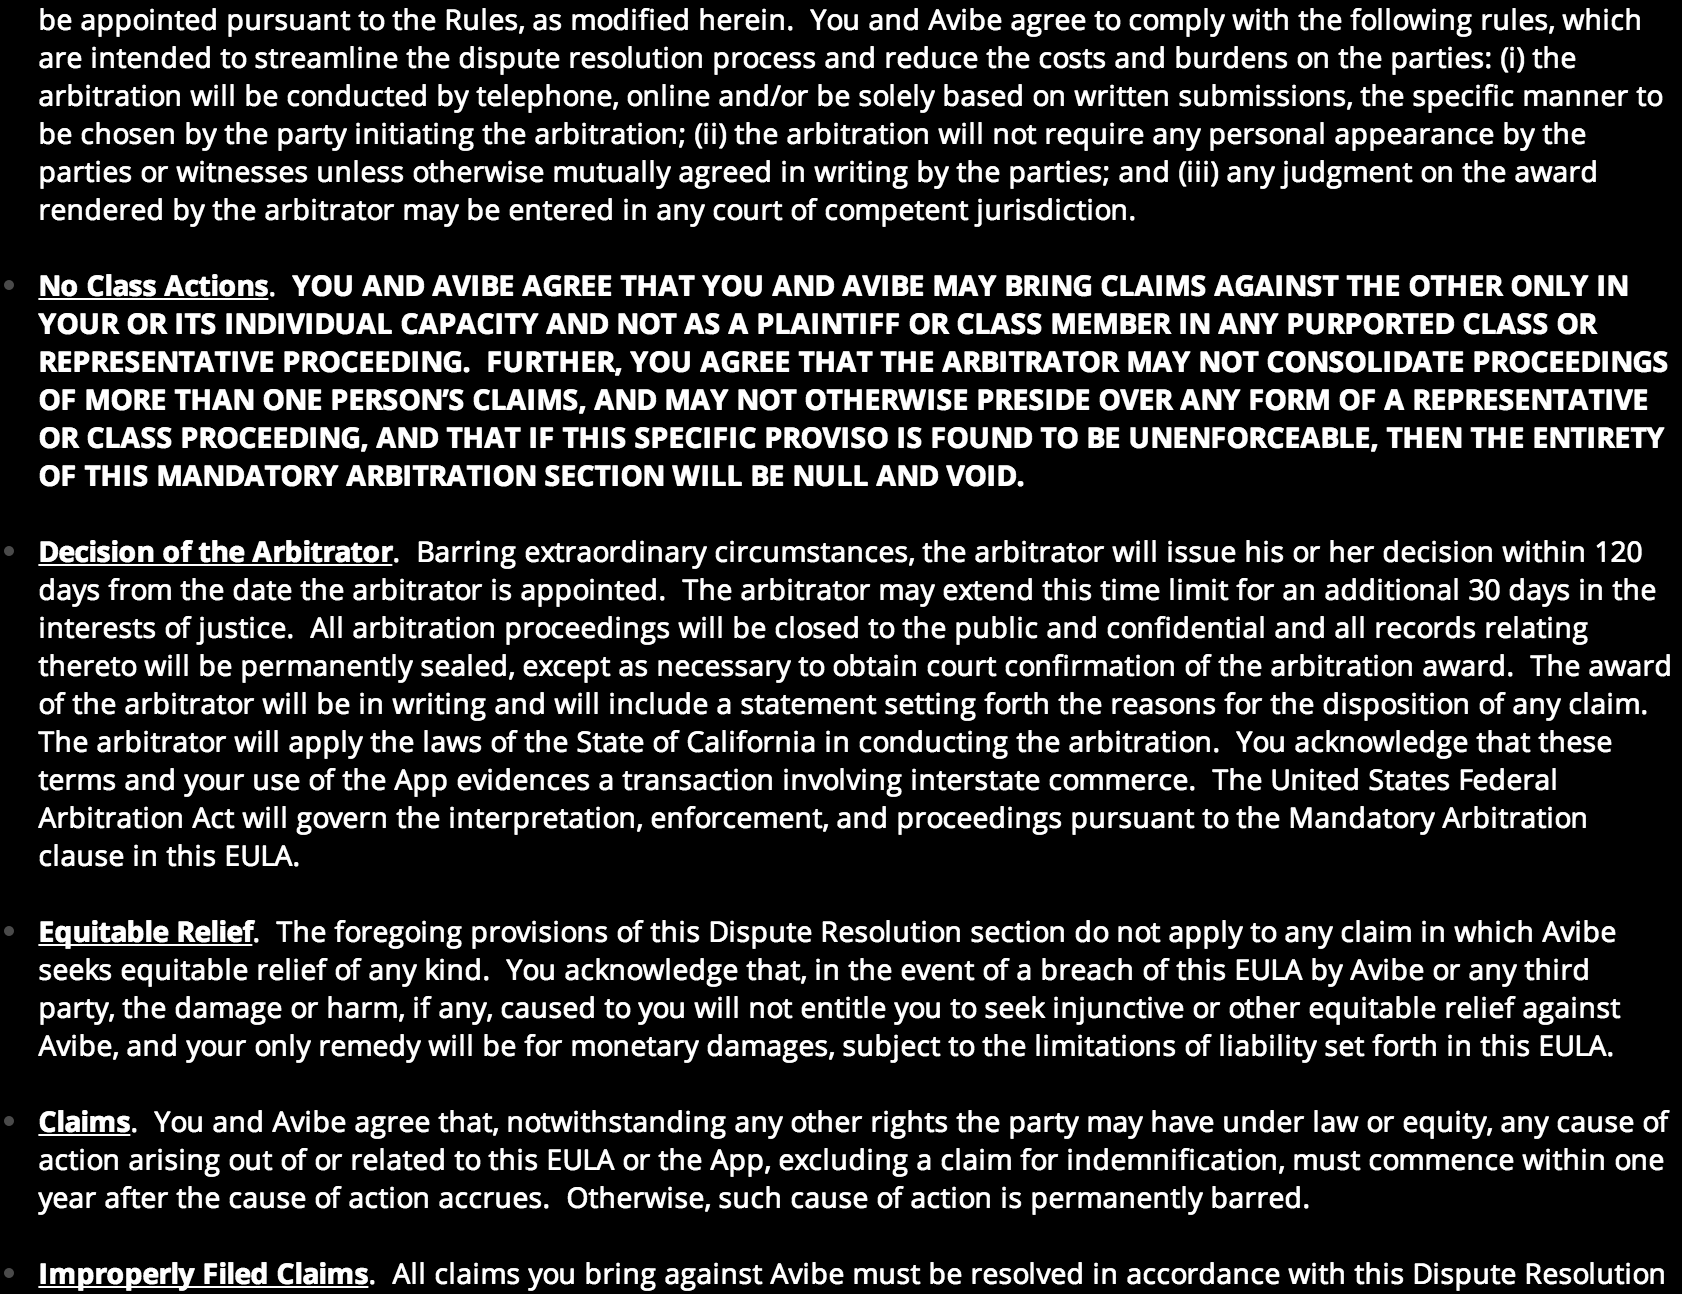 be appointed pursuant to the Rules, as modified herein.  You and Avibe agree to comply with the following rules, which
are intended to streamline the dispute resolution process and reduce the costs and burdens on the parties: (i) the
arbitration will be conducted by telephone, online and/or be solely based on written submissions, the specific manner to
be chosen by the party initiating the arbitration; (ii) the arbitration will not require any personal appearance by the
parties or witnesses unless otherwise mutually agreed in writing by the parties; and (iii) any judgment on the award
rendered by the arbitrator may be entered in any court of competent jurisdiction.
• No Class Actions.  YOU AND AVIBE AGREE THAT YOU AND AVIBE MAY BRING CLAIMS AGAINST THE OTHER ONLY IN
YOUR OR ITS INDIVIDUAL CAPACITY AND NOT AS A PLAINTIFF OR CLASS MEMBER IN ANY PURPORTED CLASS OR
REPRESENTATIVE PROCEEDING.  FURTHER, YOU AGREE THAT THE ARBITRATOR MAY NOT CONSOLIDATE PROCEEDINGS
OF MORE THAN ONE PERSON’S CLAIMS, AND MAY NOT OTHERWISE PRESIDE OVER ANY FORM OF A REPRESENTATIVE
OR CLASS PROCEEDING, AND THAT IF THIS SPECIFIC PROVISO IS FOUND TO BE UNENFORCEABLE, THEN THE ENTIRETY
OF THIS MANDATORY ARBITRATION SECTION WILL BE NULL AND VOID.
• Decision of the Arbitrator.  Barring extraordinary circumstances, the arbitrator will issue his or her decision within 120
days from the date the arbitrator is appointed.  The arbitrator may extend this time limit for an additional 30 days in the
interests of justice.  All arbitration proceedings will be closed to the public and confidential and all records relating
thereto will be permanently sealed, except as necessary to obtain court confirmation of the arbitration award.  The award
of the arbitrator will be in writing and will include a statement setting forth the reasons for the disposition of any claim.
The arbitrator will apply the laws of the State of California in conducting the arbitration.  You acknowledge that these
terms and your use of the App evidences a transaction involving interstate commerce.  The United States Federal
Arbitration Act will govern the interpretation, enforcement, and proceedings pursuant to the Mandatory Arbitration
clause in this EULA.
• Equitable Relief.  The foregoing provisions of this Dispute Resolution section do not apply to any claim in which Avibe
seeks equitable relief of any kind.  You acknowledge that, in the event of a breach of this EULA by Avibe or any third
party, the damage or harm, if any, caused to you will not entitle you to seek injunctive or other equitable relief against
Avibe, and your only remedy will be for monetary damages, subject to the limitations of liability set forth in this EULA.
• Claims.  You and Avibe agree that, notwithstanding any other rights the party may have under law or equity, any cause of
action arising out of or related to this EULA or the App, excluding a claim for indemnification, must commence within one
year after the cause of action accrues.  Otherwise, such cause of action is permanently barred.
• Improperly Filed Claims.  All claims you bring against Avibe must be resolved in accordance with this Dispute Resolution